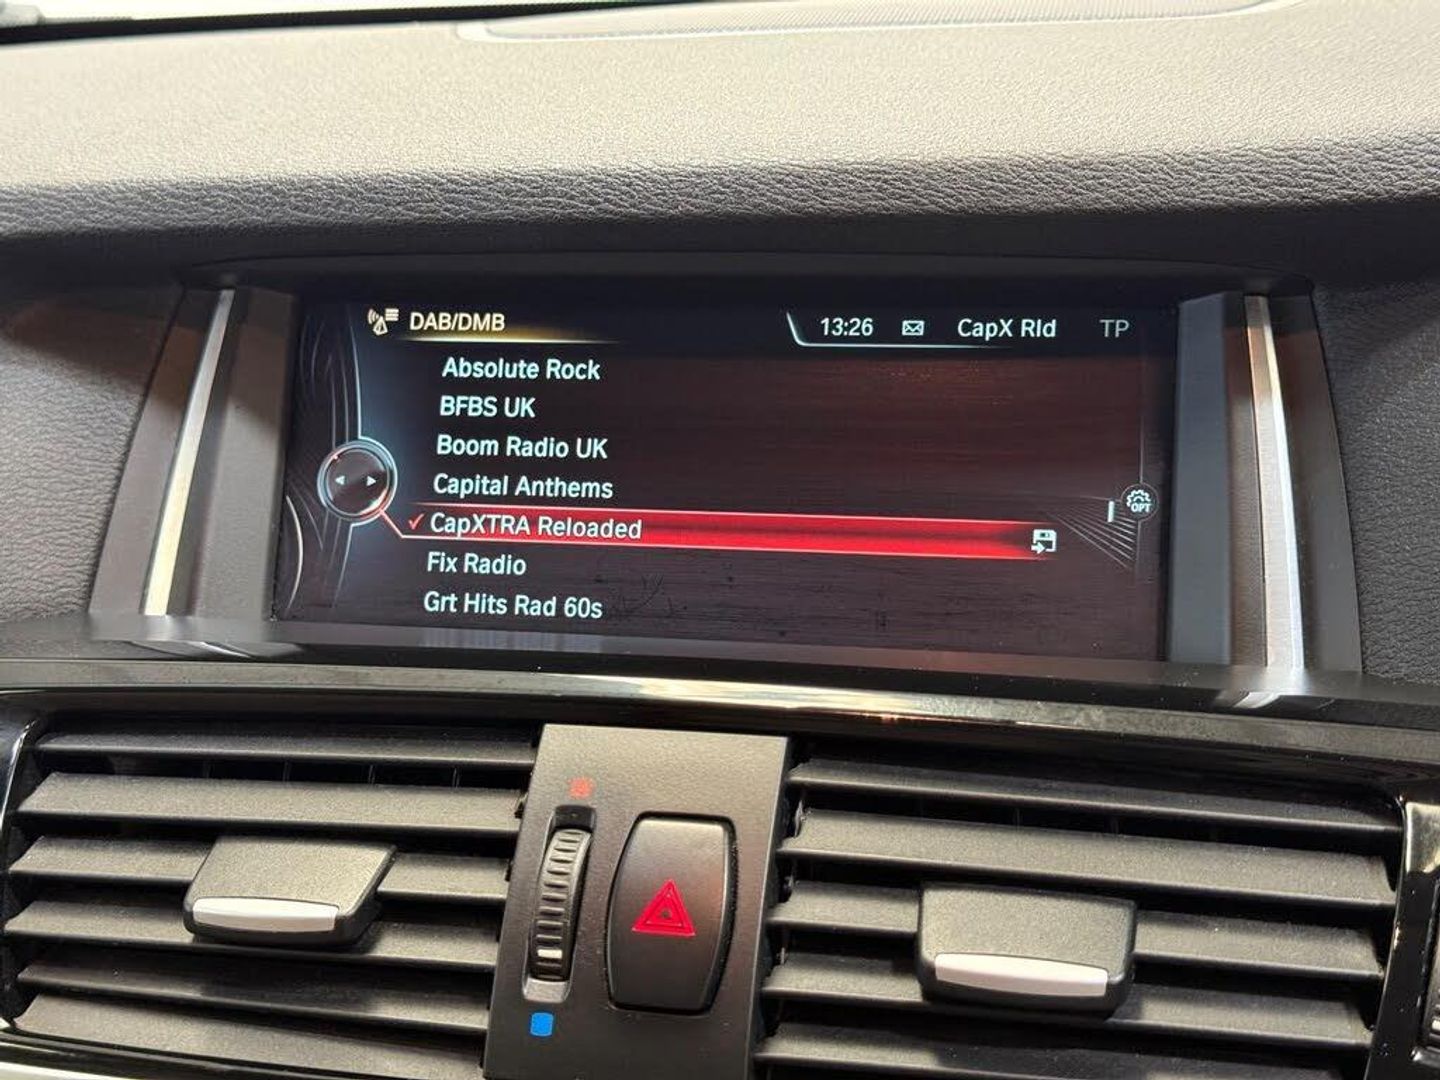 DAB/DMB
13:26 CapX Rld TP
Absolute Rock
BFBS UK
Boom Radio UK
Capital Anthems
CapXTRA Reloaded
OPT
Fix Radio
Grt Hits Rad 60s